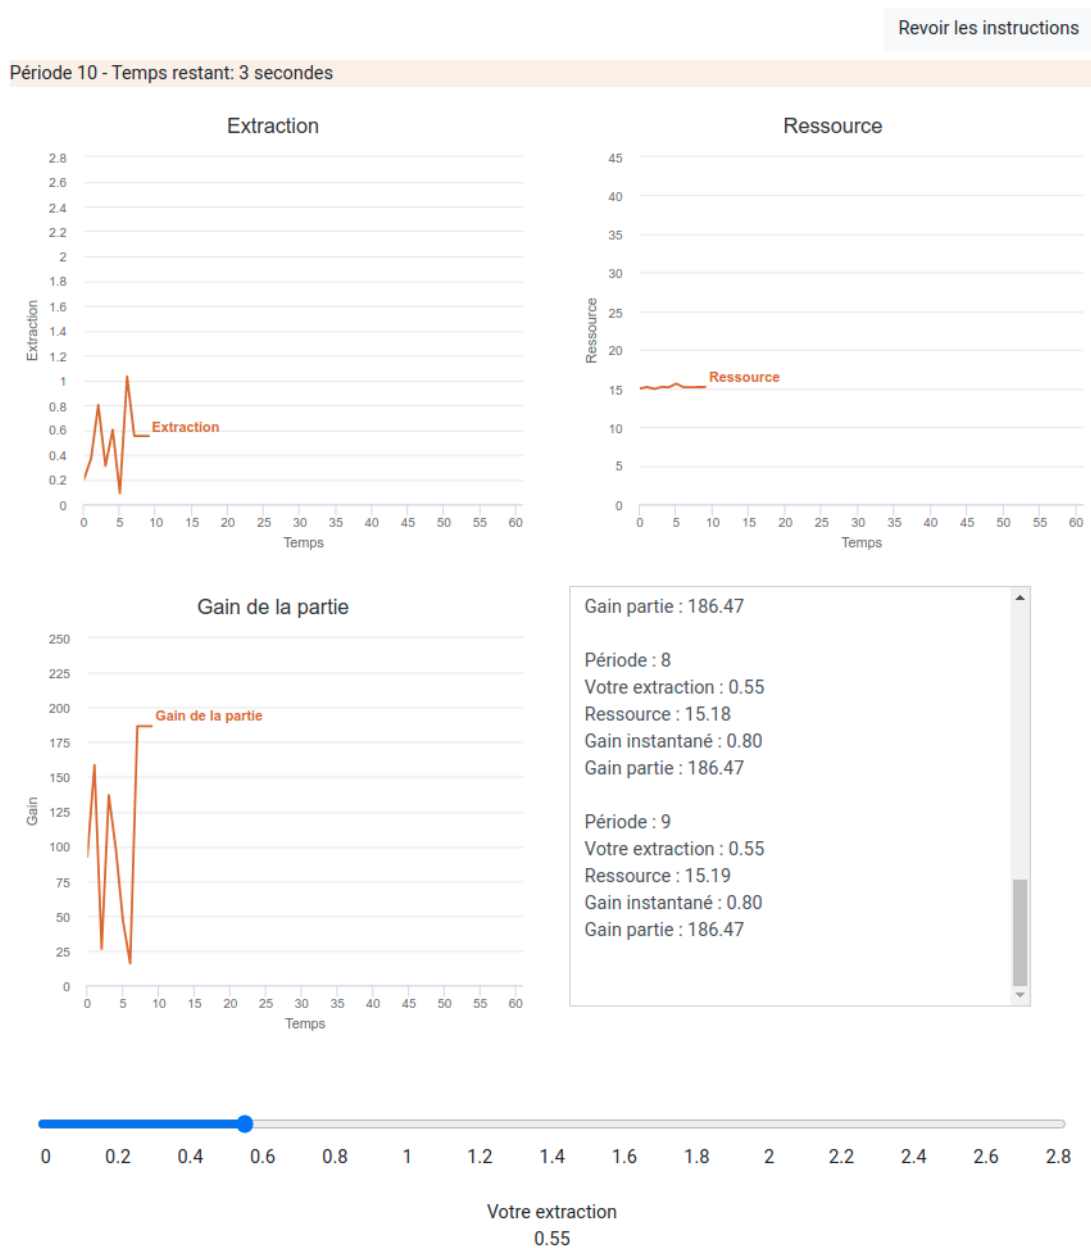 Revoir les instructions
Période 10 - Temps restant: 3 secondes
Extraction
2.8
2.6
2.4
2.2
2
1.8
1.6
1.4
1.2
1
0.8
0.6
0.4
0.2
0
Extraction
Extraction
0 5 10 15 20 25 30 35 40 45 50 55 60
Temps
Ressource
45
40
35
30
25
20
15
10
5
0
Ressource
Ressource
0 5 10 15 20 25 30 35 40 45 50 55 60
Temps
Gain de la partie
250
225
200
175
150
125
100
75
50
25
0
Gain
Gain de la partie
0 5 10 15 20 25 30 35 40 45 50 55 60
Temps
Gain partie : 186.47
Période : 8
Votre extraction : 0.55
Ressource : 15.18
Gain instantané : 0.80
Gain partie : 186.47
Période : 9
Votre extraction : 0.55
Ressource : 15.19
Gain instantané : 0.80
Gain partie : 186.47
0 0.2 0.4 0.6 0.8 1 1.2 1.4 1.6 1.8 2 2.2 2.4 2.6 2.8
Votre extraction
0.55